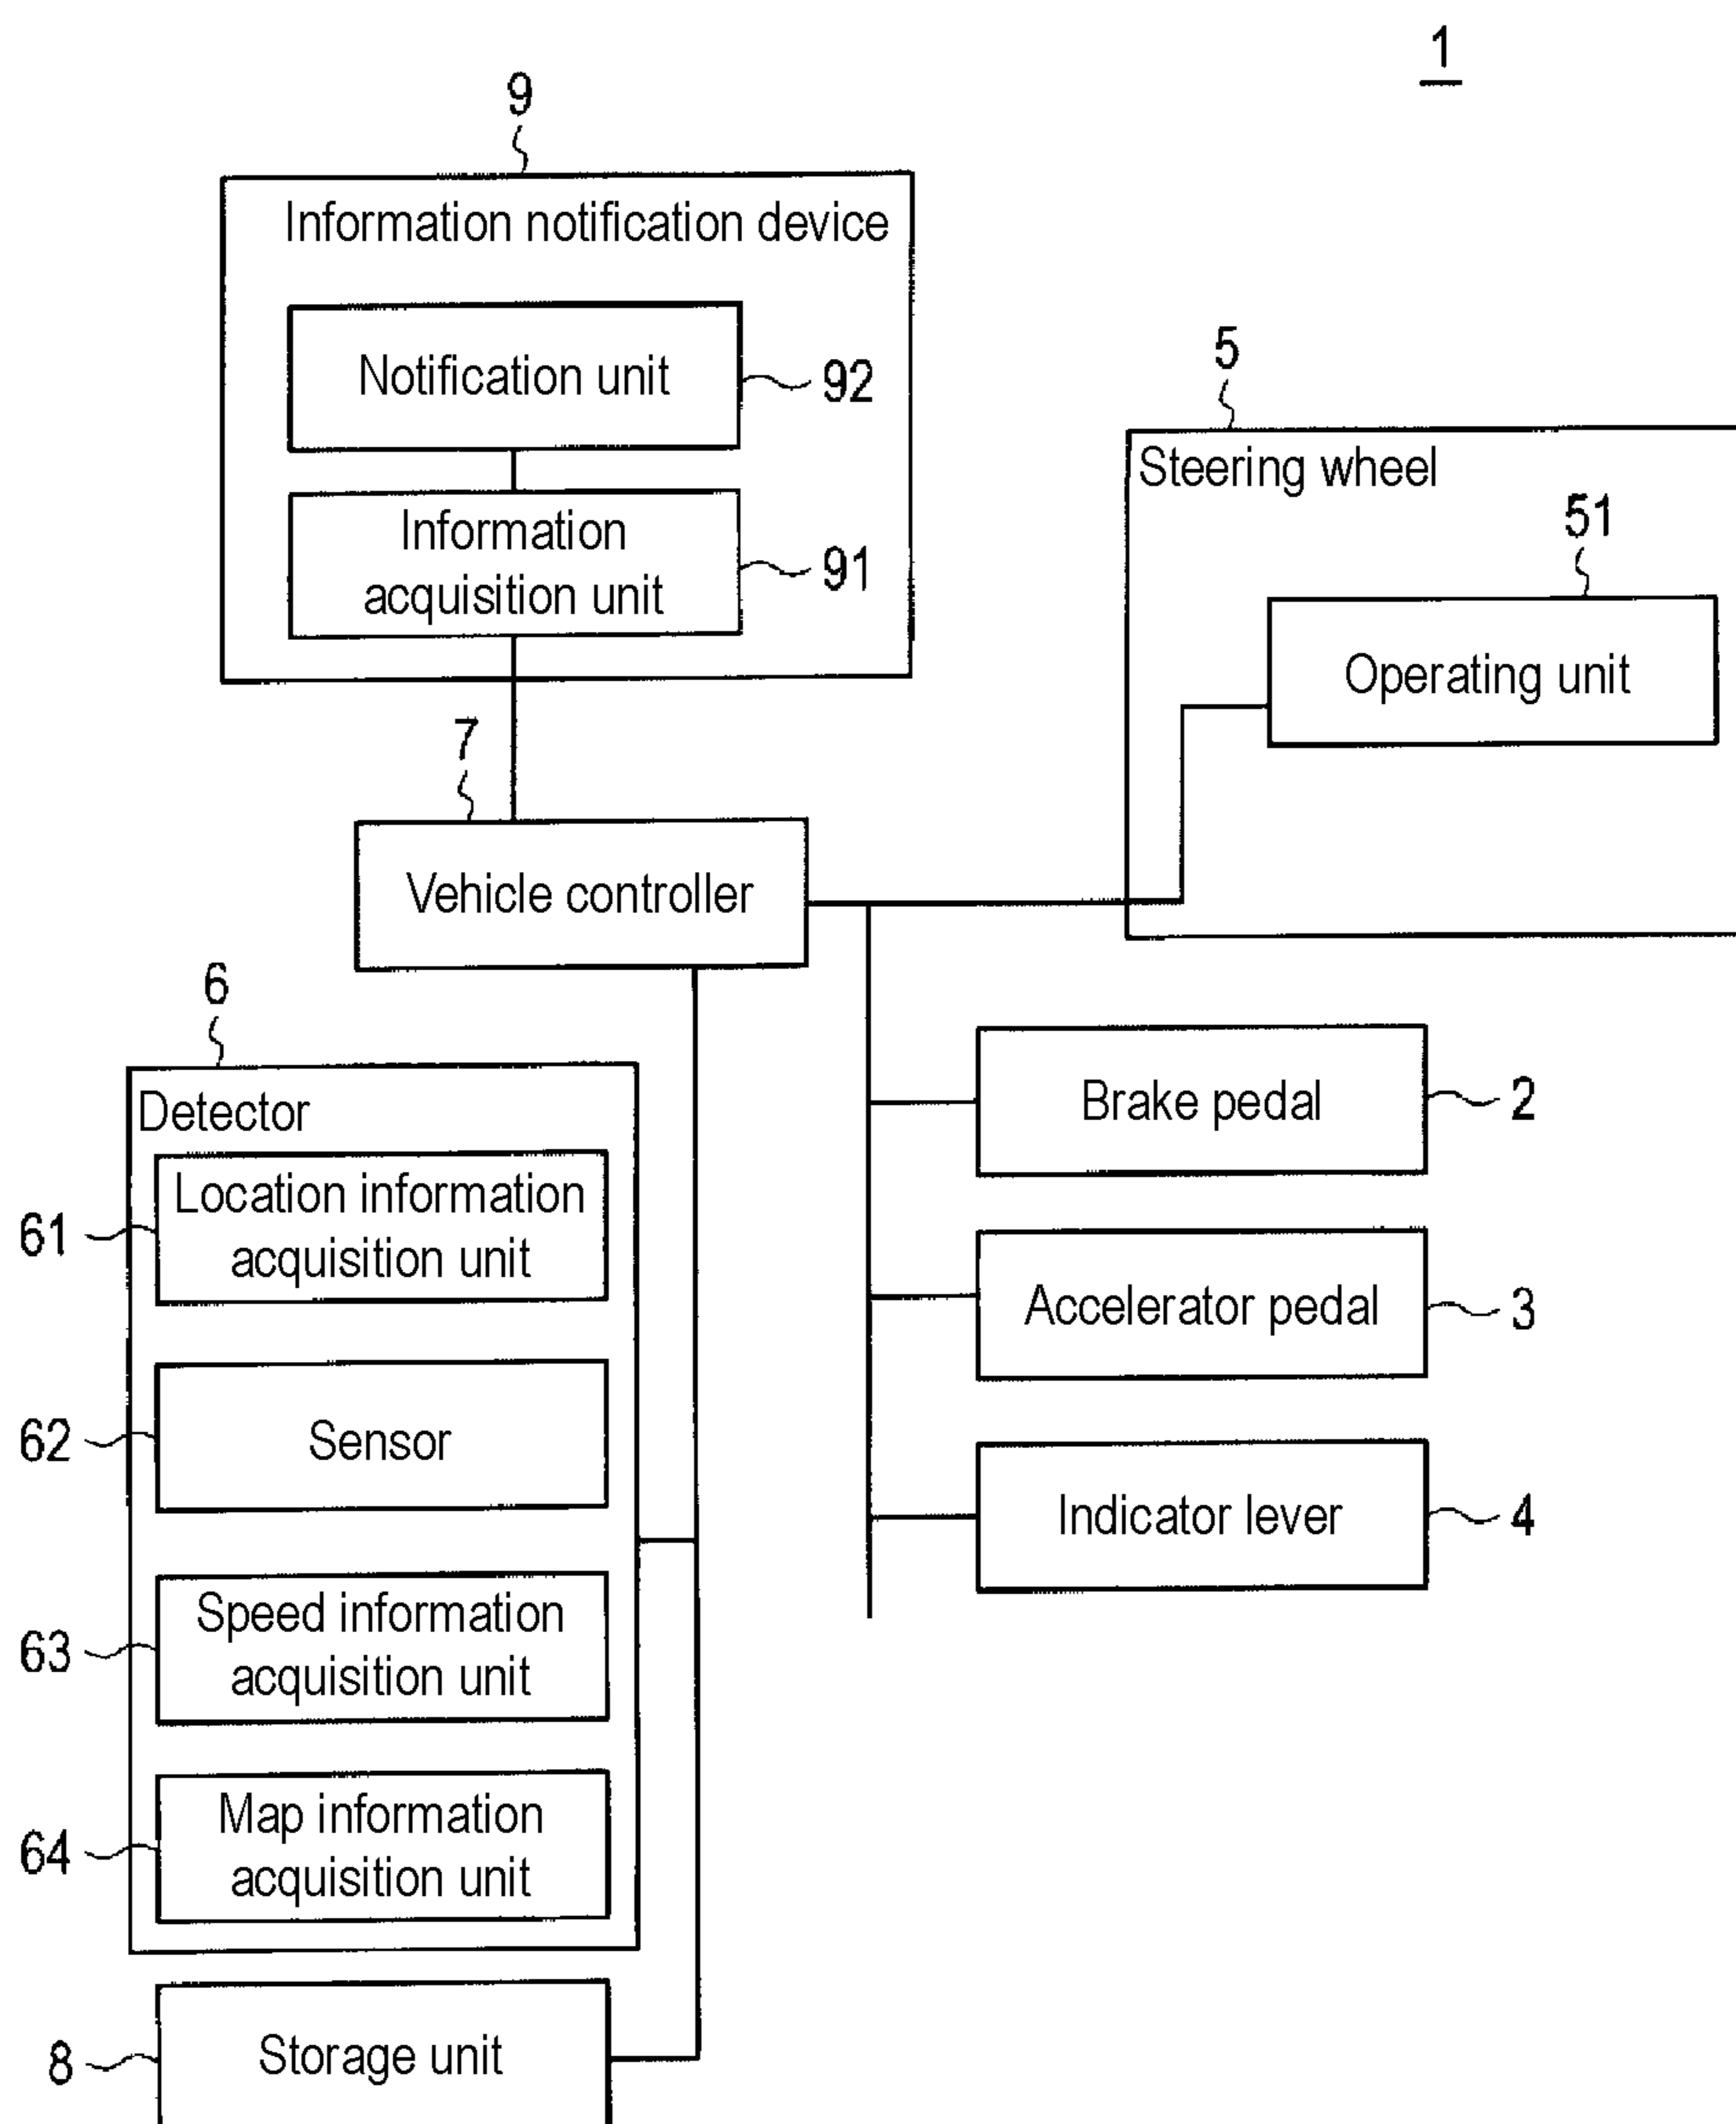 1
9
Information notification device
Notification unit
92
Information
acquisition unit
91
5
Steering wheel
51
Operating unit
7
Vehicle controller
6
Detector
Location information
acquisition unit
61
Sensor
62
Speed information
acquisition unit
63
Map information
acquisition unit
64
Storage unit
8
Brake pedal
2
Accelerator pedal
3
Indicator lever
4